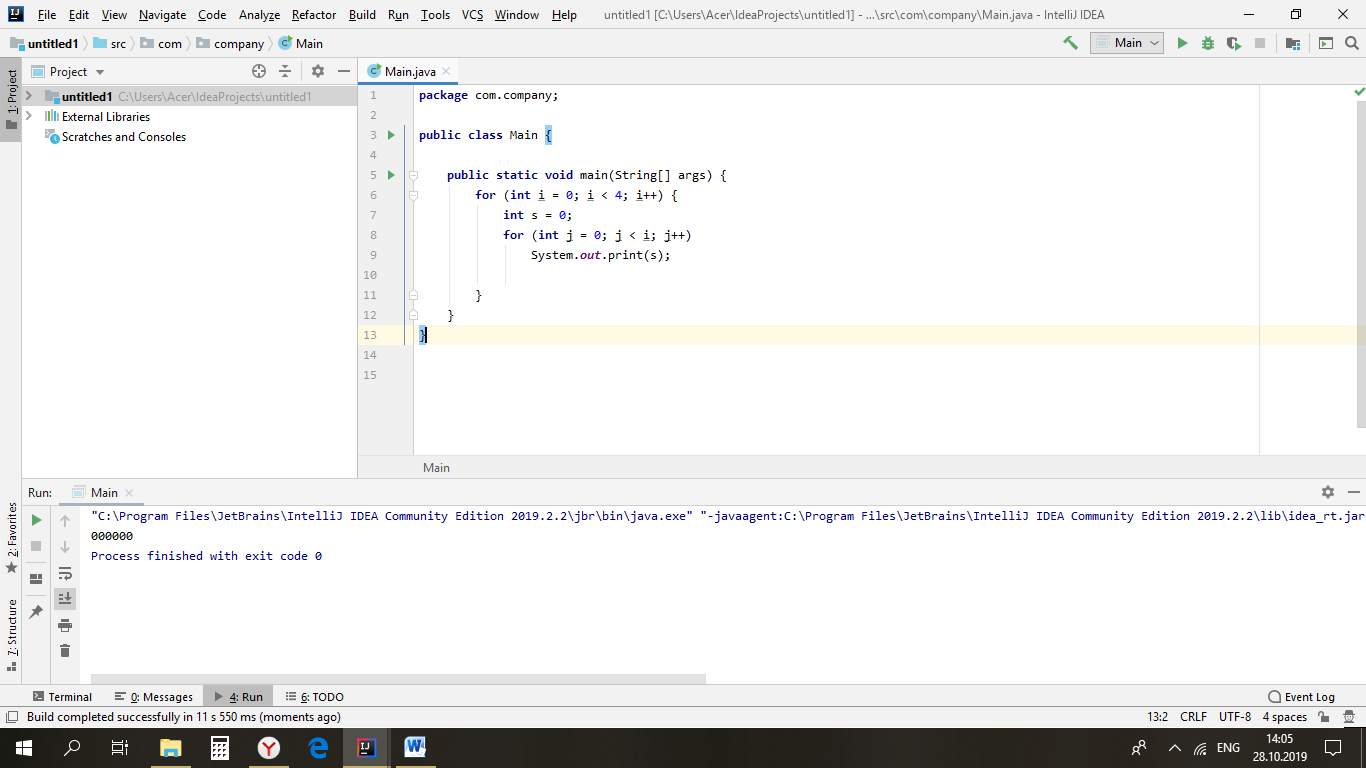 File Edit View Navigate Code Analyze Refactor Build Run Tools VCS Window Help untitled1 [C:\Users\Acer\IdeaProjects\untitled1] - ...\src\com\company\Main.java - IntelliJ IDEA
untitled1 src com company Main Main
1: Project
Project
untitled1 C:\Users\Acer\IdeaProjects\untitled1
External Libraries
Scratches and Consoles
Main.java
1 package com.company;
2
3 public class Main {
4
5 public static void main(String[] args) {
6 for (int i = 0; i < 4; i++) {
7 int s = 0;
8 for (int j = 0; j < i; j++)
9 System.out.print(s);
10
11 }
12 }
13 }
14
15
Main
Run: Main
2: Favorites
7: Structure
"C:\Program Files\JetBrains\IntelliJ IDEA Community Edition 2019.2.2\jbr\bin\java.exe" "-javaagent:C:\Program Files\JetBrains\IntelliJ IDEA Community Edition 2019.2.2\lib\idea_rt.jar
000000
Process finished with exit code 0
Terminal 0: Messages 4: Run 6: TODO Event Log
Build completed successfully in 11 s 550 ms (moments ago) 13:2 CRLF UTF-8 4 spaces
ENG 14:05
28.10.2019